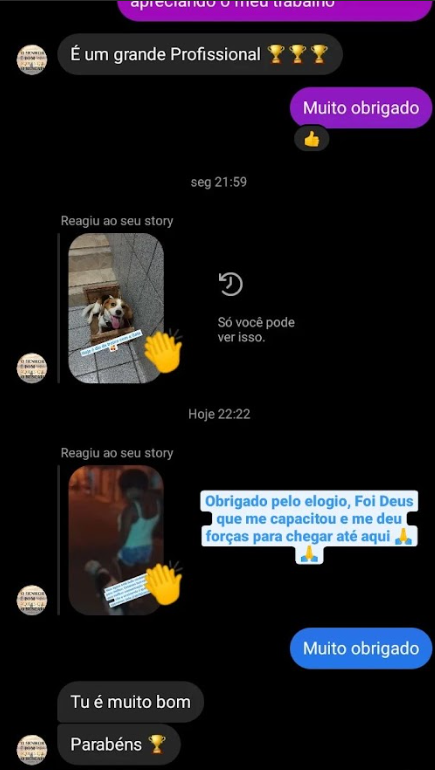 apreciando o meu trabalho
É um grande Profissional 🏆🏆🏆
Muito obrigado
👍
seg 21:59
Reagiu ao seu story
Só você pode
ver isso.
Hoje 22:22
Reagiu ao seu story
Obrigado pelo elogio, Foi Deus
que me capacitou e me deu
forças para chegar até aqui 🙏
🙏
Muito obrigado
Tu é muito bom
Parabéns 🏆